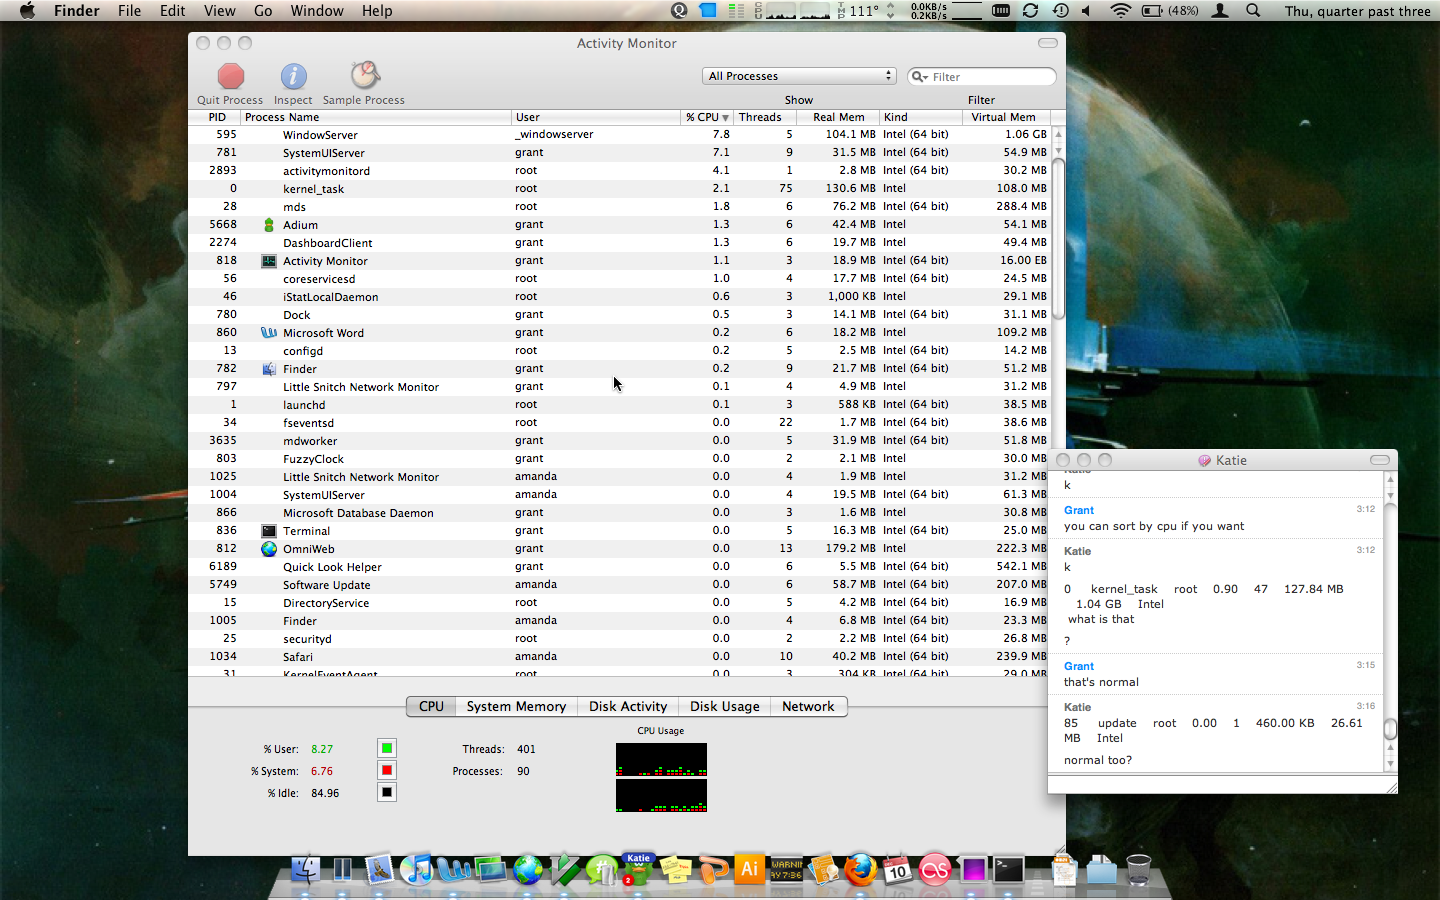 Finder File Edit View Go Window Help 111° 0.0KB/s 0.2KB/s (48%) Thu, quarter past three
Activity Monitor
All Processes
Filter
Quit Process Inspect Sample Process Show Filter
PID Process Name User % CPU Threads Real Mem Kind Virtual Mem
595 WindowServer _windowserver 7.8 5 104.1 MB Intel (64 bit) 1.06 GB
781 SystemUIServer grant 7.1 9 31.5 MB Intel (64 bit) 54.9 MB
2893 activitymonitord root 4.1 1 2.8 MB Intel (64 bit) 30.2 MB
0 kernel_task root 2.1 75 130.6 MB Intel 108.0 MB
28 mds root 1.8 6 76.2 MB Intel (64 bit) 288.4 MB
5668 Adium grant 1.3 6 42.4 MB Intel 54.1 MB
2274 DashboardClient grant 1.3 6 19.7 MB Intel 49.4 MB
818 Activity Monitor grant 1.1 3 18.9 MB Intel (64 bit) 16.00 EB
56 coreservicesd root 1.0 4 17.7 MB Intel (64 bit) 24.5 MB
46 iStatLocalDaemon root 0.6 3 1,000 KB Intel 29.1 MB
780 Dock grant 0.5 3 14.1 MB Intel (64 bit) 31.1 MB
860 Microsoft Word grant 0.2 6 18.2 MB Intel 109.2 MB
13 configd root 0.2 5 2.5 MB Intel (64 bit) 14.2 MB
782 Finder grant 0.2 9 21.7 MB Intel (64 bit) 51.2 MB
797 Little Snitch Network Monitor grant 0.1 4 4.9 MB Intel 31.2 MB
1 launchd root 0.1 3 588 KB Intel (64 bit) 38.5 MB
34 fseventsd root 0.0 22 1.7 MB Intel (64 bit) 38.6 MB
3635 mdworker grant 0.0 5 31.9 MB Intel (64 bit) 51.8 MB
803 FuzzyClock grant 0.0 2 2.1 MB Intel 30.0 MB
1025 Little Snitch Network Monitor amanda 0.0 4 1.9 MB Intel 31.2 MB
1004 SystemUIServer amanda 0.0 4 19.5 MB Intel (64 bit) 61.3 MB
866 Microsoft Database Daemon grant 0.0 3 1.6 MB Intel 30.8 MB
836 Terminal grant 0.0 5 16.3 MB Intel (64 bit) 25.0 MB
812 OmniWeb grant 0.0 13 179.2 MB Intel 222.3 MB
6189 Quick Look Helper grant 0.0 6 5.5 MB Intel (64 bit) 542.1 MB
5749 Software Update amanda 0.0 6 58.7 MB Intel (64 bit) 207.0 MB
15 DirectoryService root 0.0 5 4.2 MB Intel (64 bit) 16.9 MB
1005 Finder amanda 0.0 4 6.8 MB Intel (64 bit) 23.3 MB
25 securityd root 0.0 2 2.2 MB Intel (64 bit) 26.8 MB
1034 Safari amanda 0.0 10 40.2 MB Intel (64 bit) 239.9 MB
31 KernelEventAgent root 0.0 3 304 KB Intel (64 bit) 29.0 MB
CPU System Memory Disk Activity Disk Usage Network
CPU Usage
% User: 8.27 Threads: 401
% System: 6.76 Processes: 90
% Idle: 84.96
Katie
Katie
k
Grant 3:12
you can sort by cpu if you want
Katie 3:12
k
0 kernel_task root 0.90 47 127.84 MB
1.04 GB Intel
what is that
?
Grant 3:15
that's normal
Katie 3:16
85 update root 0.00 1 460.00 KB 26.61
MB Intel
normal too?
Katie
2
Ai
WARNIN
AY 7:36
10